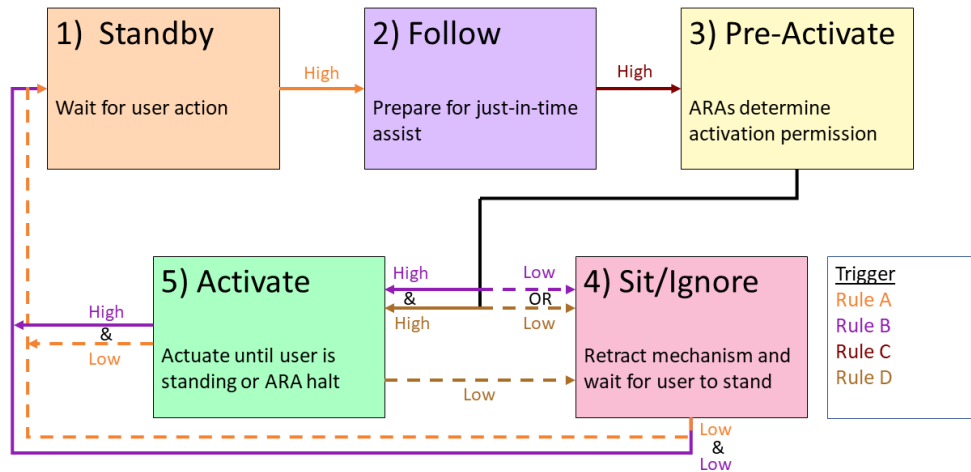 1)  Standby
Wait for user action
High
2) Follow
Prepare for just-in-time
assist
High
3) Pre-Activate
ARAs determine
activation permission
5) Activate
Actuate until user is
standing or ARA halt
High
&
High
Low
OR
Low
4) Sit/Ignore
Retract mechanism and
wait for user to stand
Low
High
&
Low
Low
&
Low
Trigger
Rule A
Rule B
Rule C
Rule D